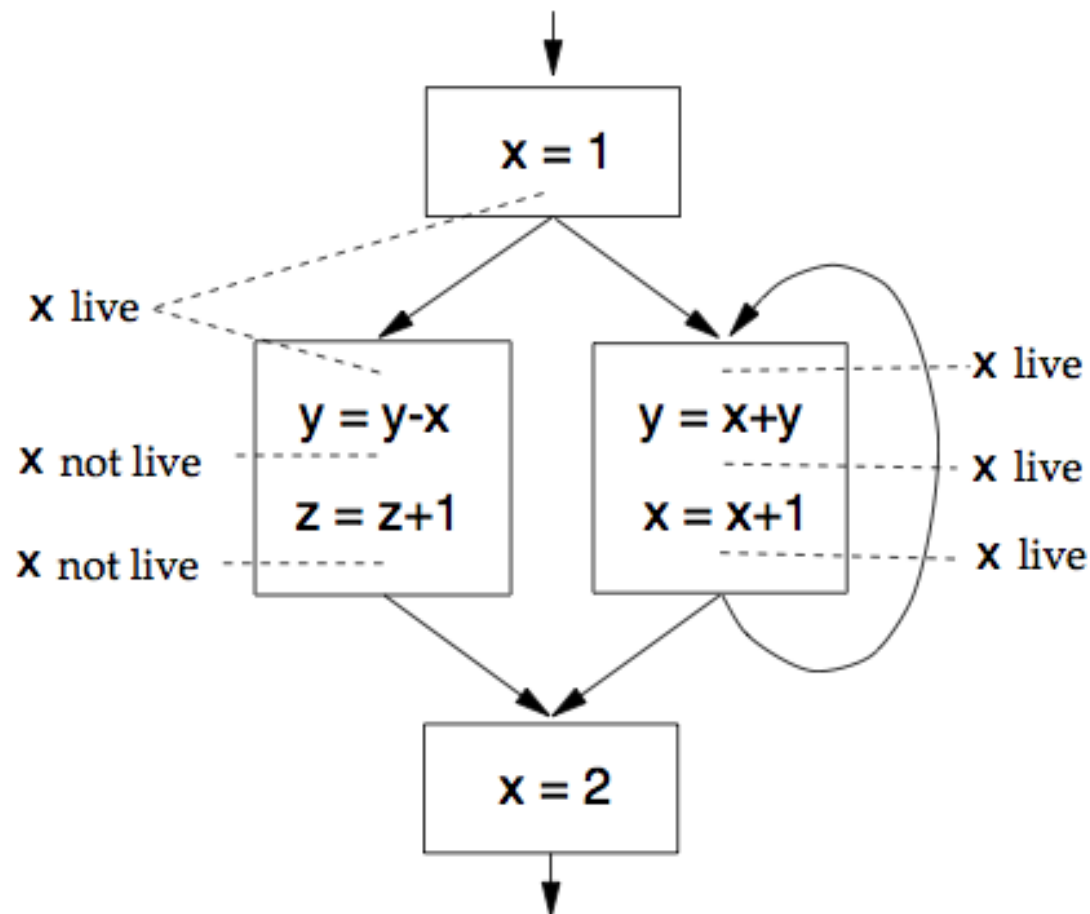 x = 1
x live
y = y-x
x not live
z = z+1
x not live
y = x+y
x = x+1
x live
x live
x live
x = 2